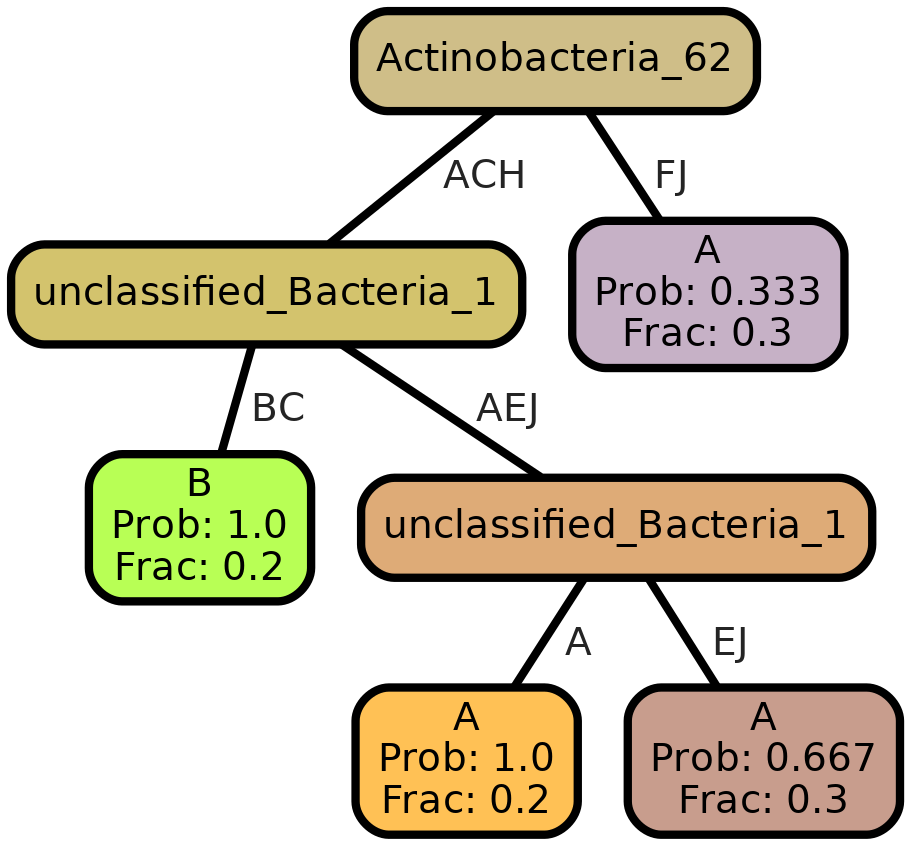 Actinobacteria_62
ACH
FJ
unclassified_Bacteria_1
A
Prob: 0.333
Frac: 0.3
BC
AEJ
B
Prob: 1.0
Frac: 0.2
unclassified_Bacteria_1
A
EJ
A
Prob: 1.0
Frac: 0.2
A
Prob: 0.667
Frac: 0.3